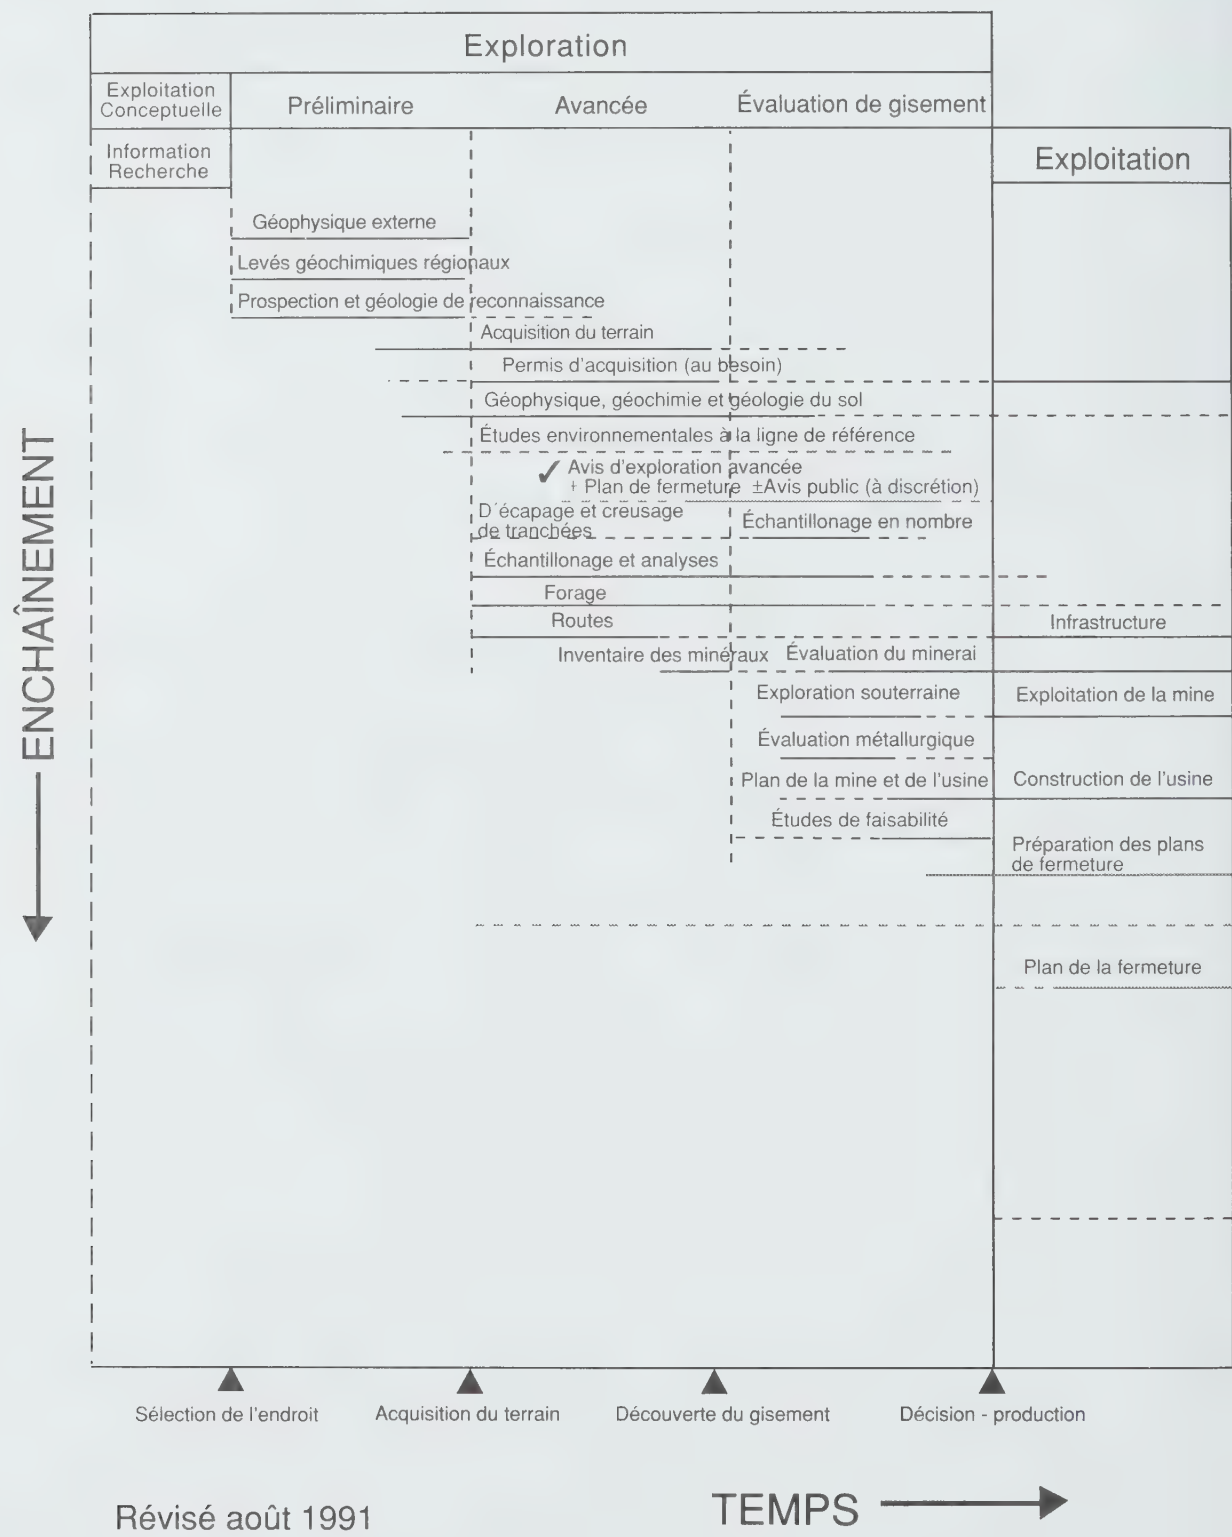 Exploration
Exploitation
Conceptuelle
Préliminaire
Avancée
Évaluation de gisement
Information
Recherche
Exploitation
Géophysique externe
Levés géochimiques régionaux
Prospection et géologie de reconnaissance
Acquisition du terrain
Permis d'acquisition (au besoin)
Géophysique, géochimie et géologie du sol
Études environnementales à la ligne de référence
✓ Avis d'exploration avancée
+ Plan de fermeture ±Avis public (à discrétion)
D´écapage et creusage
de tranchées
Échantillonage en nombre
Échantillonage et analyses
Forage
Routes
Infrastructure
Inventaire des minéraux
Évaluation du minerai
Exploration souterraine
Exploitation de la mine
Évaluation métallurgique
Plan de la mine et de l'usine
Construction de l'usine
Études de faisabilité
Préparation des plans
de fermeture
Plan de la fermeture
ENCHAÎNEMENT
Sélection de l'endroit
Acquisition du terrain
Découverte du gisement
Décision - production
Révisé août 1991
TEMPS